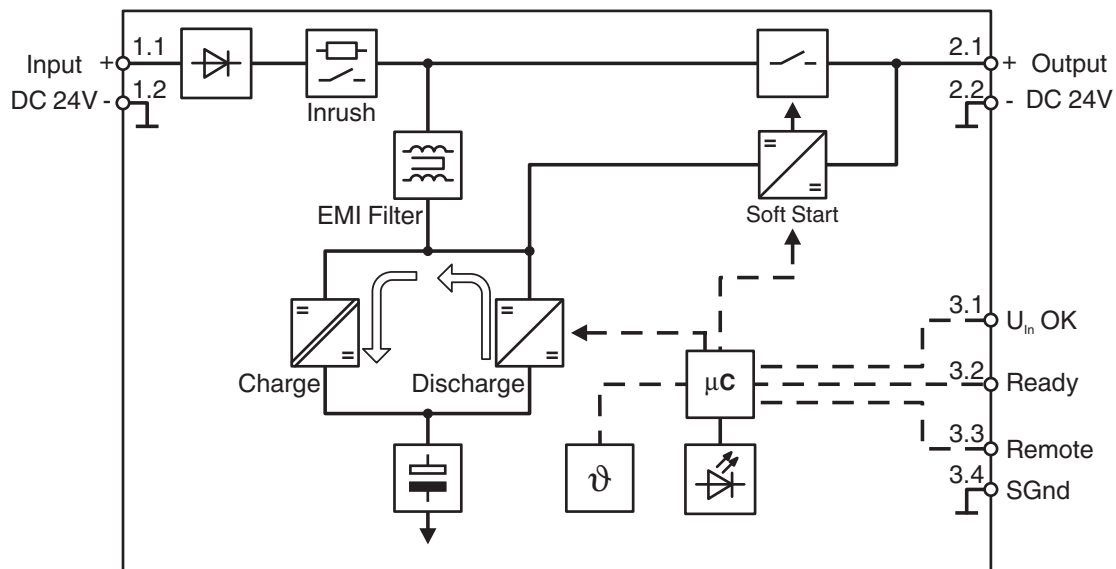 Input + 1.1
DC 24V - 1.2
Inrush
2.1 + Output
2.2 - DC 24V
EMI Filter
= =
Soft Start
= =
Charge
= =
Discharge
μC
ϑ
3.1 U_In OK
3.2 Ready
3.3 Remote
3.4 SGnd